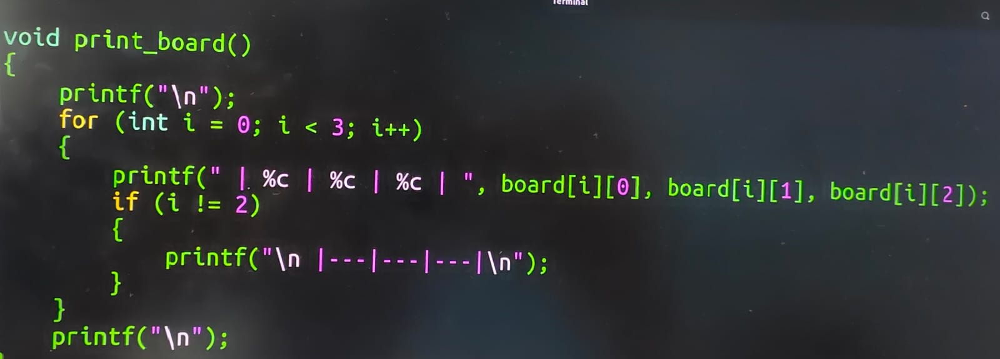 Terminal
void print_board()
{
    printf("\n");
    for (int i = 0; i < 3; i++)
    {
        printf(" | %c | %c | %c | ", board[i][0], board[i][1], board[i][2]);
        if (i != 2)
        {
            printf("\n |---|---|---|\n");
        }
    }
    printf("\n");